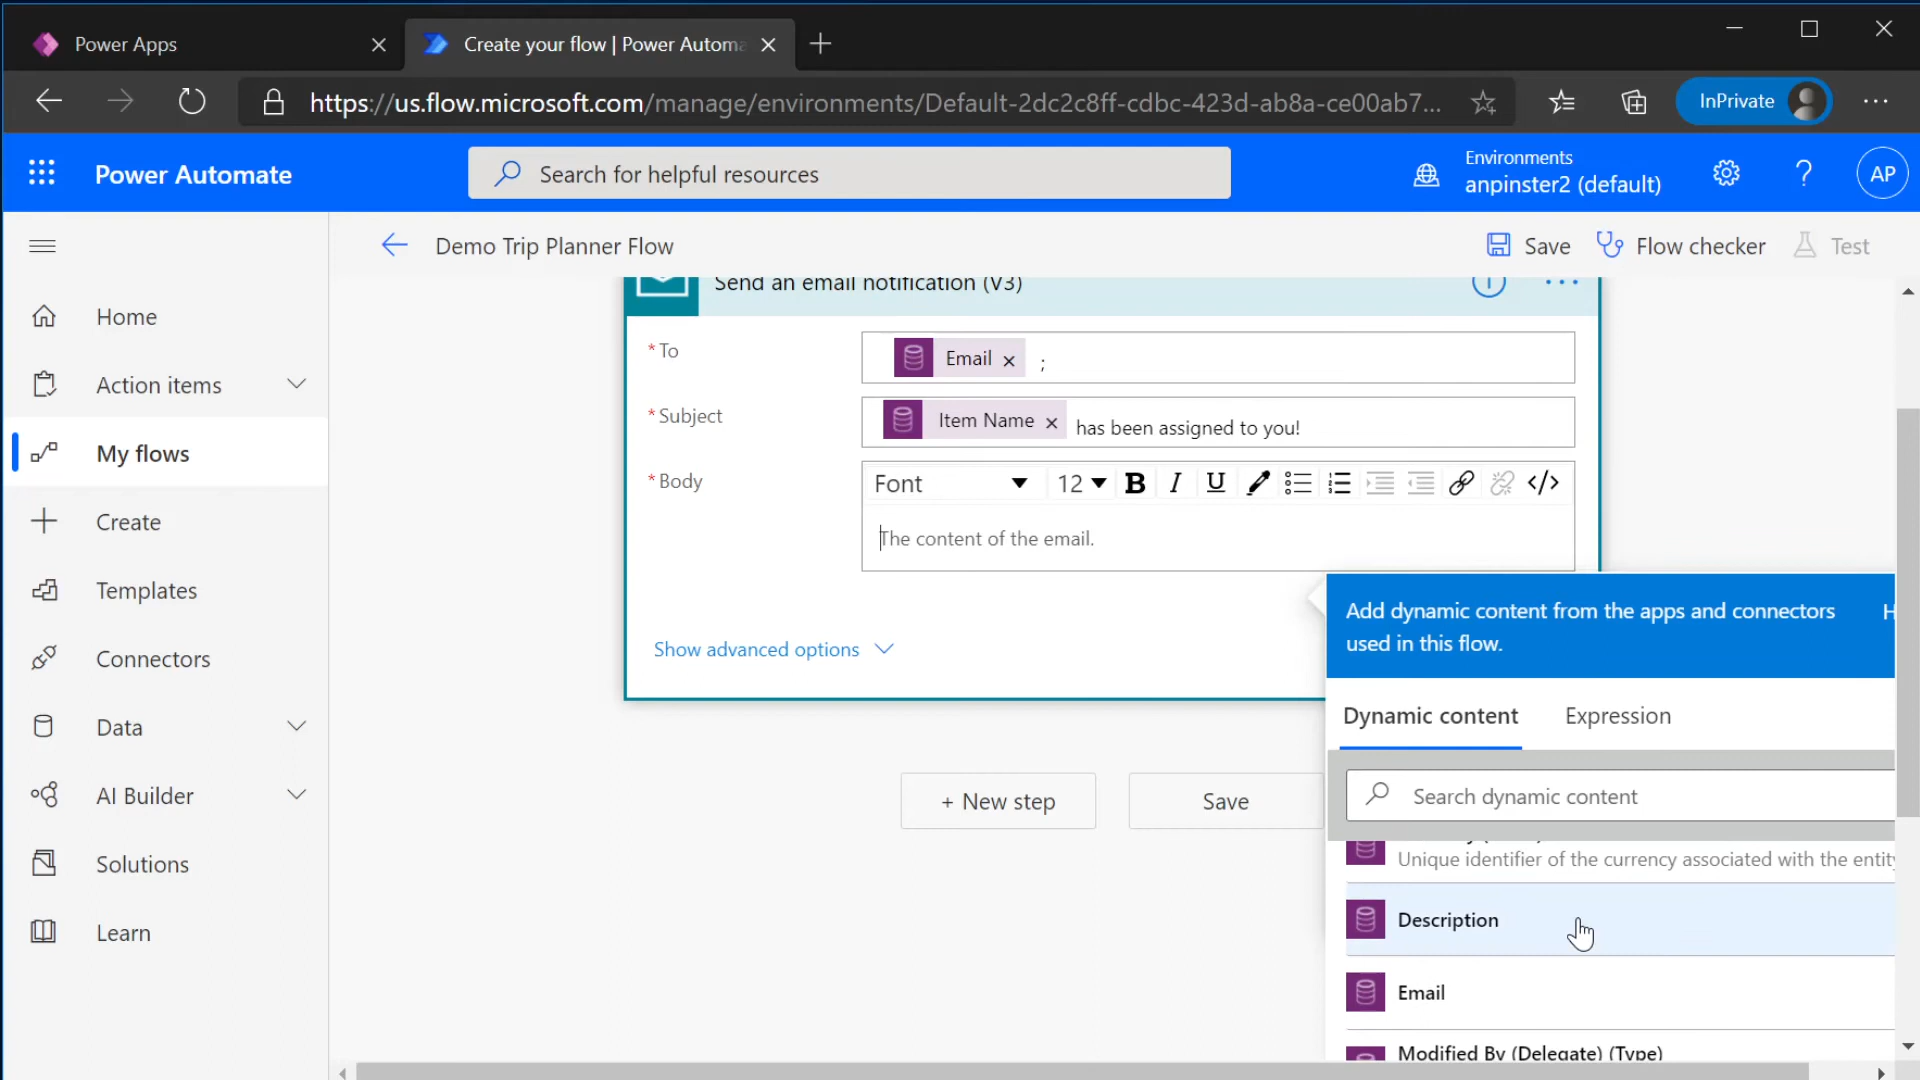 Power Apps
Create your flow | Power Automa
https://us.flow.microsoft.com/manage/environments/Default-2dc2c8ff-cdbc-423d-ab8a-ce00ab7...
InPrivate
Power Automate
Search for helpful resources
Environments
anpinster2 (default)
?
AP
Demo Trip Planner Flow
Save
Flow checker
Test
Home
Action items
My flows
Create
Templates
Connectors
Data
AI Builder
Solutions
Learn
Send an email notification (V3)
* To
Email × ;
* Subject
Item Name × has been assigned to you!
* Body
Font 12 B I U </>
The content of the email.
Show advanced options
+ New step
Save
Add dynamic content from the apps and connectors
used in this flow.
Dynamic content
Expression
Search dynamic content
Unique identifier of the currency associated with the entity
Description
Email
Modified By (Delegate) (Type)